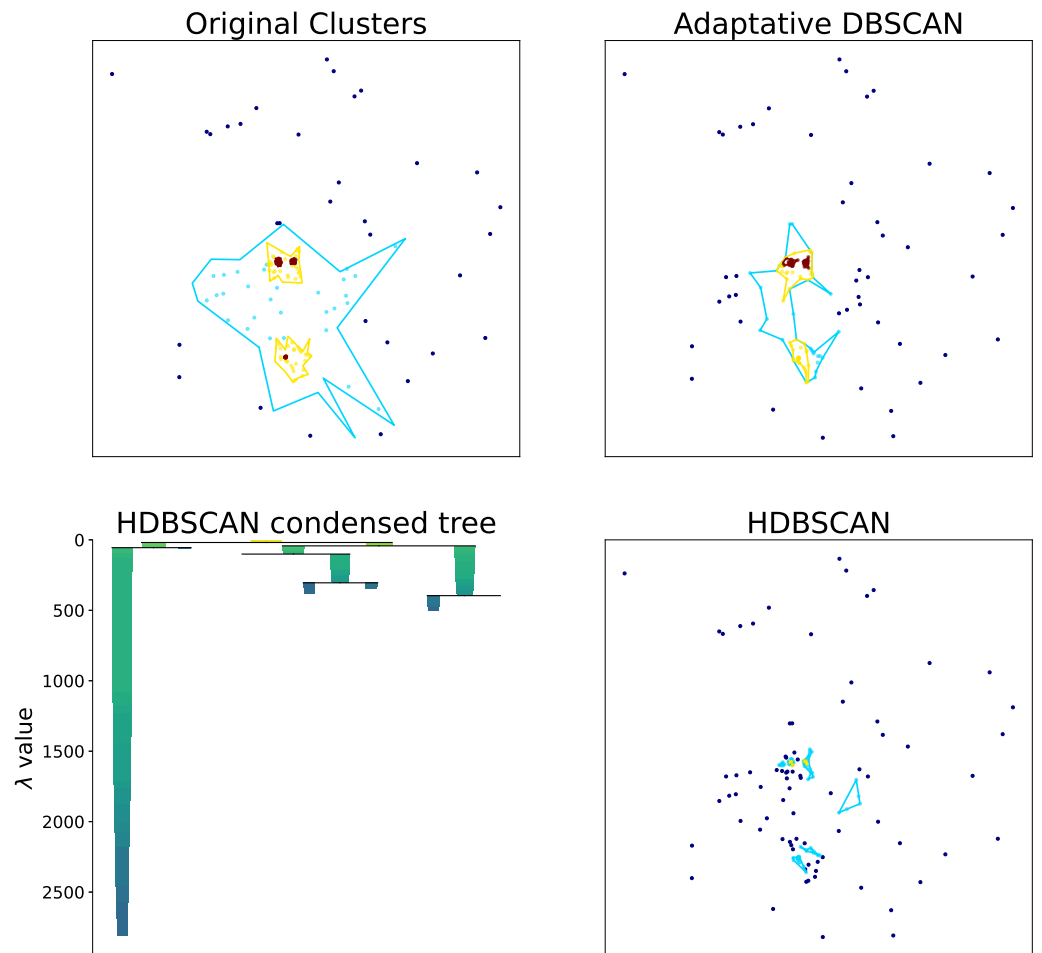 Original Clusters
Adaptative DBSCAN
HDBSCAN condensed tree
HDBSCAN
0
500
1000
1500
2000
2500
λ value